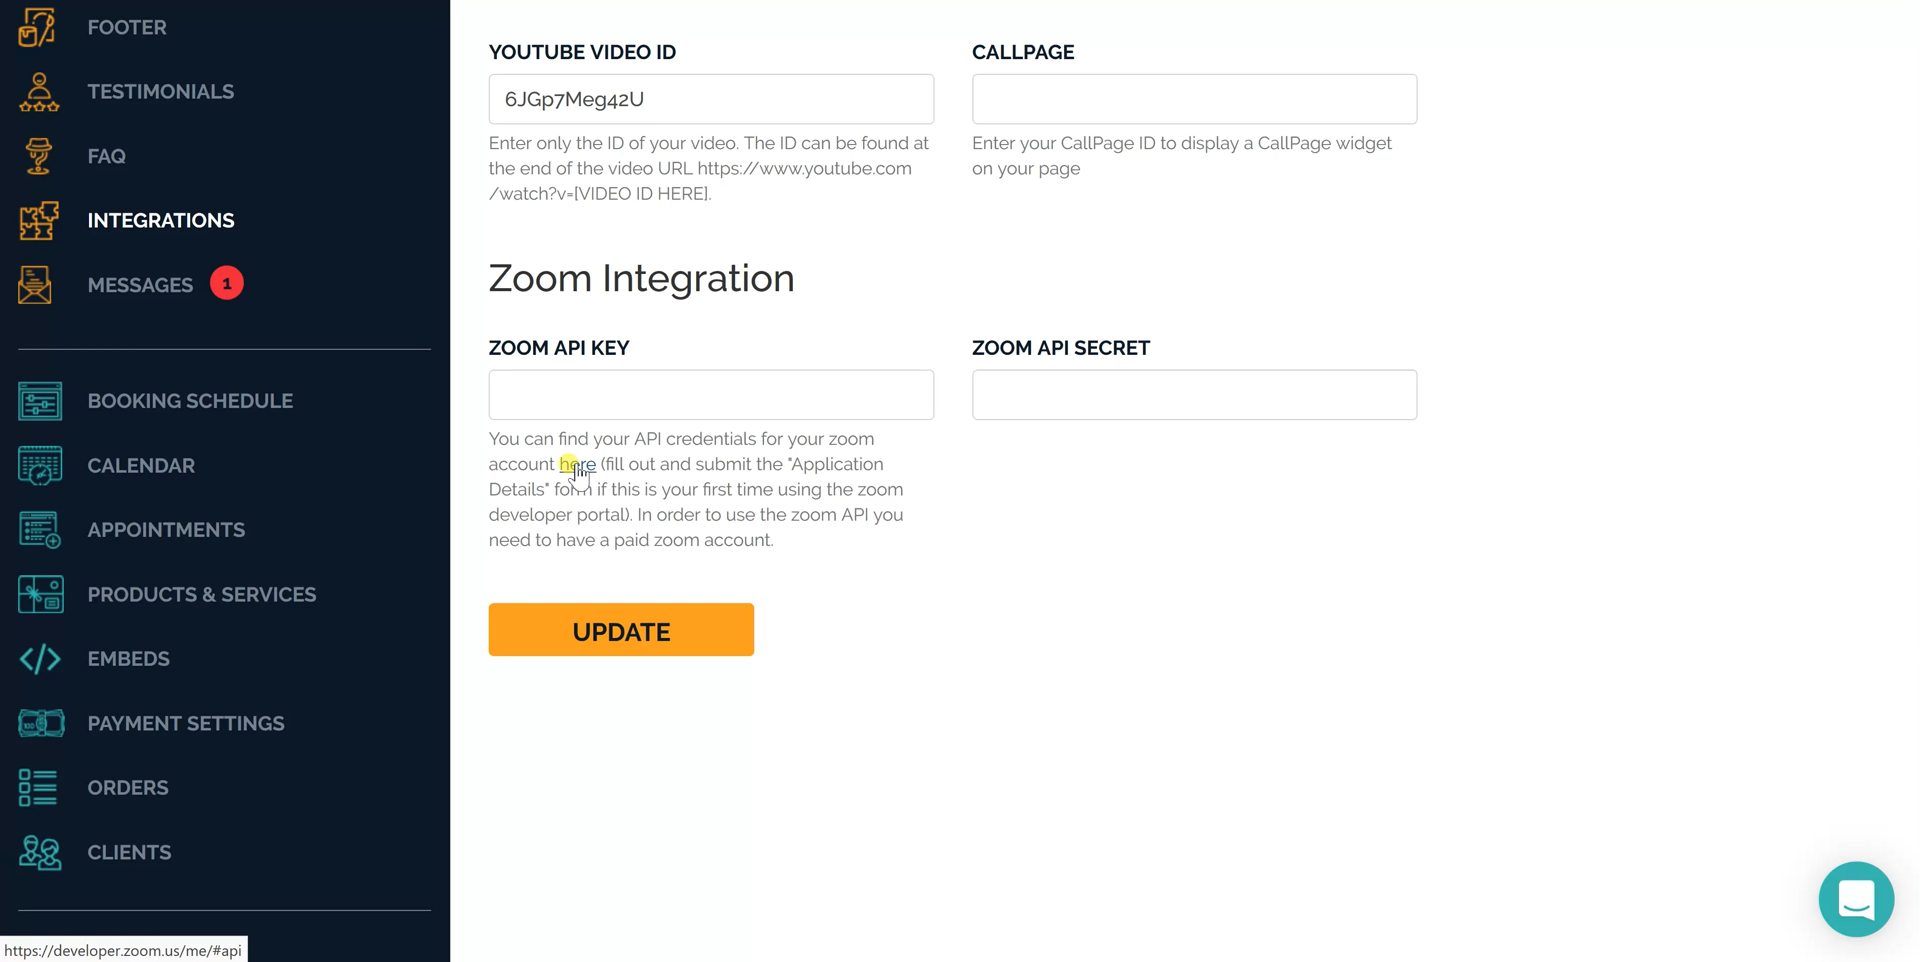 FOOTER
TESTIMONIALS
FAQ
INTEGRATIONS
MESSAGES 1
BOOKING SCHEDULE
CALENDAR
APPOINTMENTS
PRODUCTS & SERVICES
EMBEDS
PAYMENT SETTINGS
ORDERS
CLIENTS
YOUTUBE VIDEO ID
6JGp7Meg42U
Enter only the ID of your video. The ID can be found at
the end of the video URL https://www.youtube.com
/watch?v=[VIDEO ID HERE].
CALLPAGE
Enter your CallPage ID to display a CallPage widget
on your page
Zoom Integration
ZOOM API KEY
You can find your API credentials for your zoom
account here (fill out and submit the "Application
Details" form if this is your first time using the zoom
developer portal). In order to use the zoom API you
need to have a paid zoom account.
ZOOM API SECRET
UPDATE
https://developer.zoom.us/me/#api